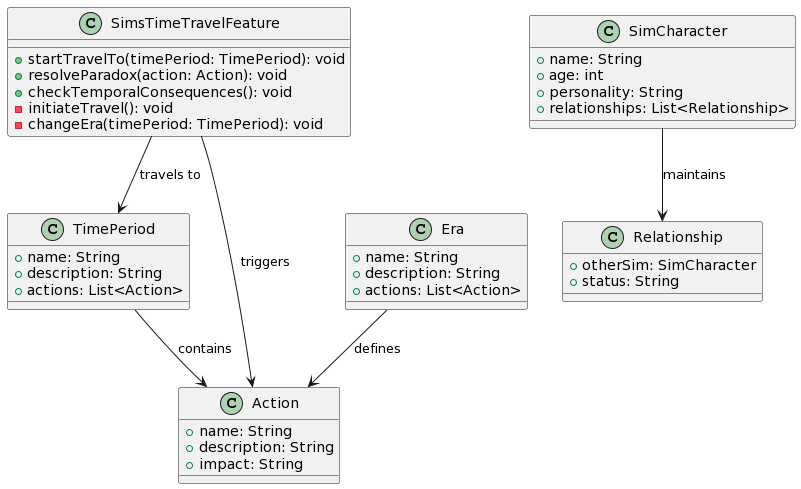 C SimsTimeTravelFeature
startTravelTo(timePeriod: TimePeriod): void
resolveParadox(action: Action): void
checkTemporalConsequences(): void
initiateTravel(): void
changeEra(timePeriod: TimePeriod): void
C SimCharacter
name: String
age: int
personality: String
relationships: List<Relationship>
travels to
triggers
maintains
C TimePeriod
name: String
description: String
actions: List<Action>
C Era
name: String
description: String
actions: List<Action>
C Relationship
otherSim: SimCharacter
status: String
contains
defines
C Action
name: String
description: String
impact: String